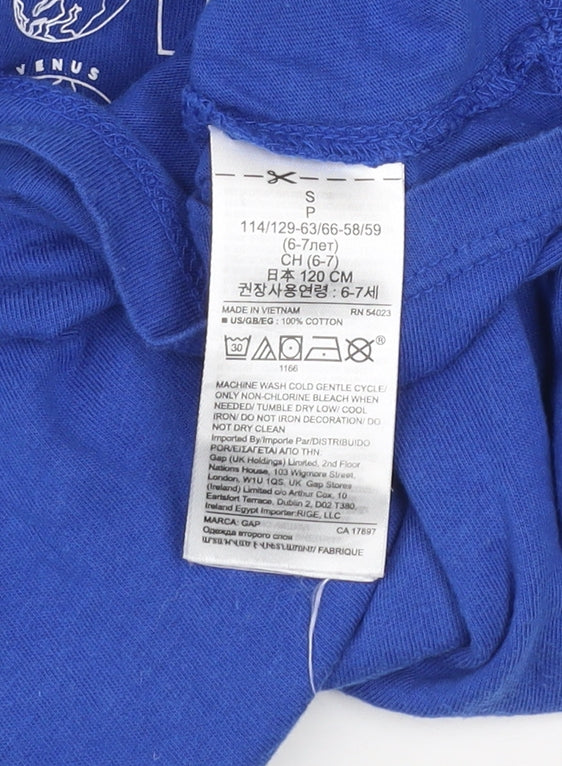 VENUS
S
P
114/129-63/66-58/59
(6-7лет)
CH (6-7)
日本 120 CM
권장사용연령 : 6-7세
MADE IN VIETNAM RN 54023
■ US/GB/EG : 100% COTTON
30
®
1166
MACHINE WASH COLD GENTLE CYCLE/
ONLY NON-CHLORINE BLEACH WHEN
NEEDED/ TUMBLE DRY LOW/ COOL
IRON/ DO NOT IRON DECORATION/ DO
NOT DRY CLEAN
Imported By/Importe Par/DISTRIBUIDO
POR/ΕΙΣΑΓΕΤΑΙ ΑΠΟ ΤΗΝ:
Gap (UK Holdings) Limited, 2nd Floor
Nations House, 103 Wigmore Street,
London, W1U 1QS, UK. Gap Stores
(Ireland) Limited c/o Arthur Cox, 10
Earlsfort Terrace, Dublin 2, D02 T380,
Ireland Egypt Importer:RIGE, LLC
MARCA: GAP CA 17897
Одежда второго слоя
FABRIQUE